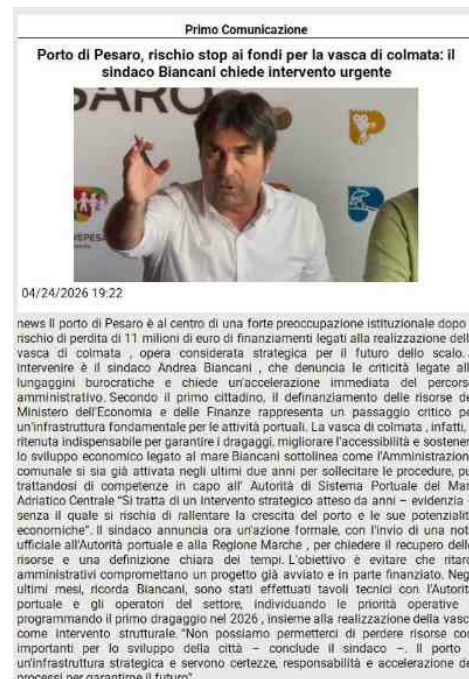 Primo Comunicazione
Porto di Pesaro, rischio stop ai fondi per la vasca di colmata: il
sindaco Biancani chiede intervento urgente
SARO
04/24/2026 19:22
news Il porto di Pesaro è al centro di una forte preoccupazione istituzionale dopo
rischio di perdita di 11 milioni di euro di finanziamenti legati alla realizzazione dell
vasca di colmata , opera considerata strategica per il futuro dello scalo.
intervenire è il sindaco Andrea Biancani , che denuncia le criticità legate all
lungaggini burocratiche e chiede un'accelerazione immediata del percors
amministrativo. Secondo il primo cittadino, il definanziamento delle risorse de
Ministero dell'Economia e delle Finanze rappresenta un passaggio critico pe
un'infrastruttura fondamentale per le attività portuali. La vasca di colmata , infatti,
ritenuta indispensabile per garantire i dragaggi, migliorare l'accessibilità e sostener
lo sviluppo economico legato al mare Biancani sottolinea come l'Amministrazion
comunale si sia già attivata negli ultimi due anni per sollecitare le procedure, pu
trattandosi di competenze in capo all' Autorità di Sistema Portuale del Mar
Adriatico Centrale "Si tratta di un intervento strategico atteso da anni – evidenzia –
senza il quale si rischia di rallentare la crescita del porto e le sue potenzialit
economiche". Il sindaco annuncia ora un'azione formale, con l'invio di una not
ufficiale all'Autorità portuale e alla Regione Marche , per chiedere il recupero dell
risorse e una definizione chiara dei tempi. L'obiettivo è evitare che ritard
amministrativi compromettano un progetto già avviato e in parte finanziato. Neg
ultimi mesi, ricorda Biancani, sono stati effettuati tavoli tecnici con l'Autorit
portuale e gli operatori del settore, individuando le priorità operative
programmando il primo dragaggio nel 2026 , insieme alla realizzazione della vasc
come intervento strutturale. "Non possiamo permetterci di perdere risorse cos
importanti per lo sviluppo della città – conclude il sindaco –. Il porto
un'infrastruttura strategica e servono certezze, responsabilità e accelerazione de
processi per garantirne il futuro".